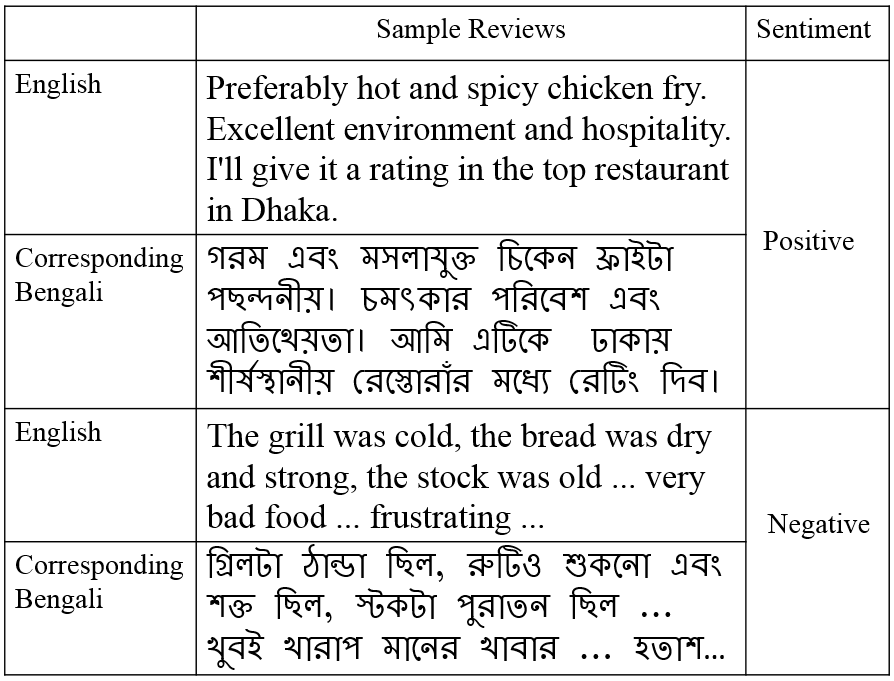 Sample Reviews Sentiment
English
Preferably hot and spicy chicken fry.
Excellent environment and hospitality.
I'll give it a rating in the top restaurant
in Dhaka.
Positive
Corresponding
Bengali
গরম এবং মসলাযুক্ত চিকেন ফ্রাইটা
পছন্দনীয়। চমৎকার পরিবেশ এবং
আতিথেয়তা। আমি এটিকে ঢাকায়
শীর্ষস্থানীয় রেস্তোরাঁর মধ্যে রেটিং দিব।
English
The grill was cold, the bread was dry
and strong, the stock was old ... very
bad food ... frustrating ...
Negative
Corresponding
Bengali
গ্রিলটা ঠান্ডা ছিল, রুটিও শুকনো এবং
শক্ত ছিল, স্টকটা পুরাতন ছিল ...
খুবই খারাপ মানের খাবার ... হতাশ...